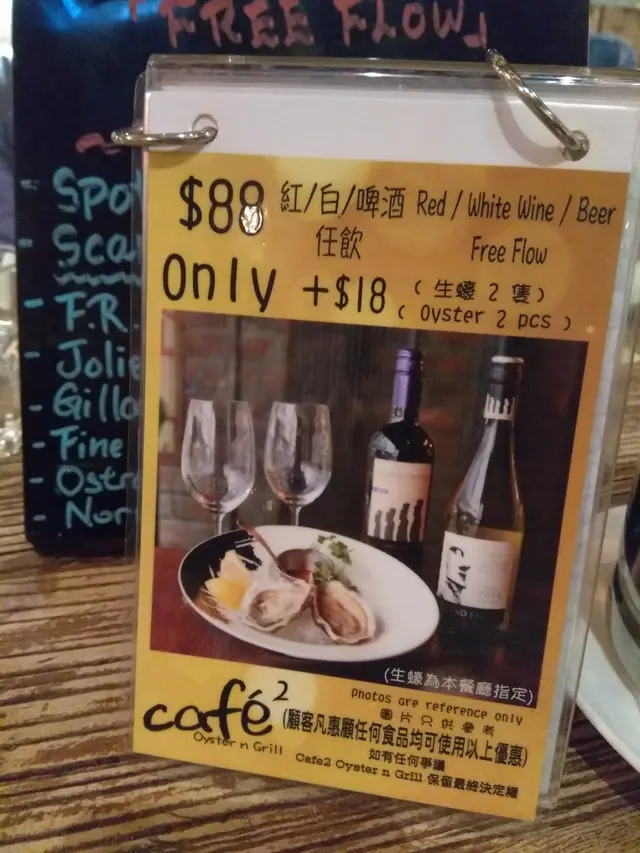 「FREE FLOW」
- Spo
- Sca
- F.R.
- Jolie
- Gilla
- Fine
- Ostr
- Nor
$88 紅/白/啤酒 Red / White Wine / Beer
任飲 Free Flow
Only +$18 ( 生蠔 2 隻 )
( Oyster 2 pcs )
(生蠔為本餐廳指定)
photos are reference only
圖片只供參考
café²
Oyster n Grill
(顧客凡惠顧任何食品均可使用以上優惠)
如有任何爭議
Cafe2 Oyster n Grill 保留最終決定權